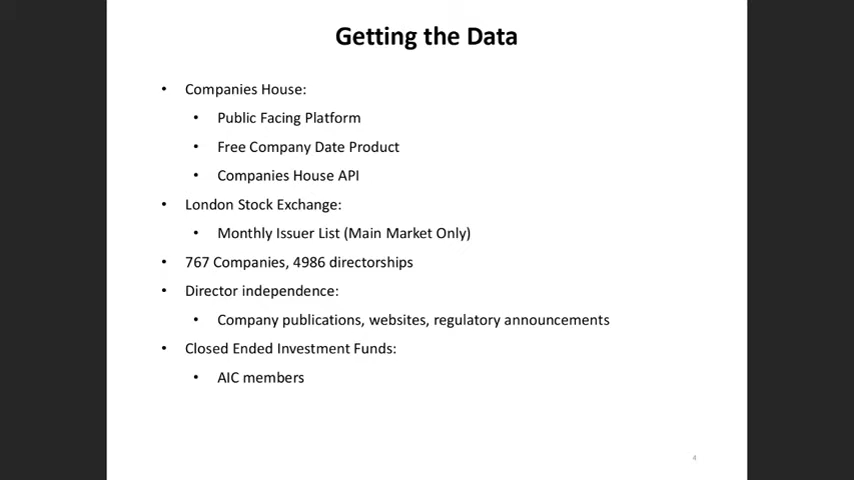 Getting the Data
• Companies House:
• Public Facing Platform
• Free Company Date Product
• Companies House API
• London Stock Exchange:
• Monthly Issuer List (Main Market Only)
• 767 Companies, 4986 directorships
• Director independence:
• Company publications, websites, regulatory announcements
• Closed Ended Investment Funds:
• AIC members
4